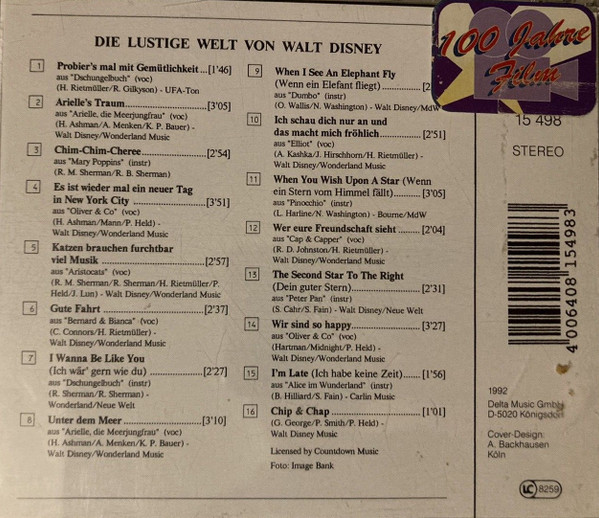 DIE LUSTIGE WELT VON WALT DISNEY
1 Probier's mal mit Gemütlichkeit ...[1'46]
aus "Dschungelbuch" (voc)
(H. Rietmüller/R. Gilkyson) - UFA-Ton
2 Arielle's Traum ............[3'05]
aus "Arielle, die Meerjungfrau" (voc)
(H. Ashman/A. Menken/K. P. Bauer) -
Walt Disney/Wonderland Music
3 Chim-Chim-Cheree ............[2'54]
aus "Mary Poppins" (instr)
(R. M. Sherman/R. B. Sherman)
4 Es ist wieder mal ein neuer Tag
in New York City ............[3'51]
aus "Oliver & Co" (voc)
(H. Ashman/Mann/P. Held) -
Walt Disney/Wonderland Music
5 Katzen brauchen furchtbar
viel Musik ............[2'57]
aus "Aristocats" (voc)
(R. M. Sherman/R. Sherman/H. Rietmüller/P.
Held/J. Lun) - Walt Disney/Wonderland Music
6 Gute Fahrt ............[2'37]
aus "Bernard & Bianca" (voc)
(C. Connors/H. Rietmüller) -
Walt Disney/Wonderland Music
7 I Wanna Be Like You
(Ich wär' gern wie du) ............[2'27]
aus "Dschungelbuch" (instr)
(R. Sherman/R. Sherman) -
Wonderland/Neue Welt
8 Unter dem Meer ............[3'10]
aus "Arielle, die Meerjungfrau" (voc)
(H. Ashman/A. Menken/K. P. Bauer) -
Walt Disney/Wonderland Music
9 When I See An Elephant Fly
(Wenn ein Elefant fliegt) ............[2
aus "Dumbo" (instr)
(O. Wallis/N. Washington) - Walt Disney/MdW
10 Ich schau dich nur an und
das macht mich fröhlich ............[2'51]
aus "Elliot" (voc)
(A. Kashka/J. Hirschhorn/H. Rietmüller) -
Walt Disney/Wonderland Music
11 When You Wish Upon A Star (Wenn
ein Stern vom Himmel fällt) ............[3'05]
aus "Pinocchio" (instr)
(L. Harline/N. Washington) - Bourne/MdW
12 Wer eure Freundschaft sieht ............[2'04]
aus "Cap & Capper" (voc)
(R. D. Johnston/H. Rietmüller) -
Walt Disney/Wonderland Music
13 The Second Star To The Right
(Dein guter Stern) ............[2'31]
aus "Peter Pan" (instr)
(S. Cahr/S. Fain) - Walt Disney/Neue Welt
14 Wir sind so happy ............[3'27]
aus "Oliver & Co" (voc)
(Hartman/Midnight/P. Held) -
Walt Disney/Wonderland Music
15 I'm Late (Ich habe keine Zeit) ....[1'56]
aus "Alice im Wunderland" (instr)
(B. Hilliard/S. Fain) - Carlin Music
16 Chip & Chap ............[1'01]
(G. George/P. Smith/P. Held) -
Walt Disney Music
Licensed by Countdown Music
Foto: Image Bank
100 Jahre
Film
15 498
STEREO
4 006408 154983
1992
Delta Music GmbH
D-5020 Königsdorf
Cover-Design:
A. Backhausen
Köln
LC 8259